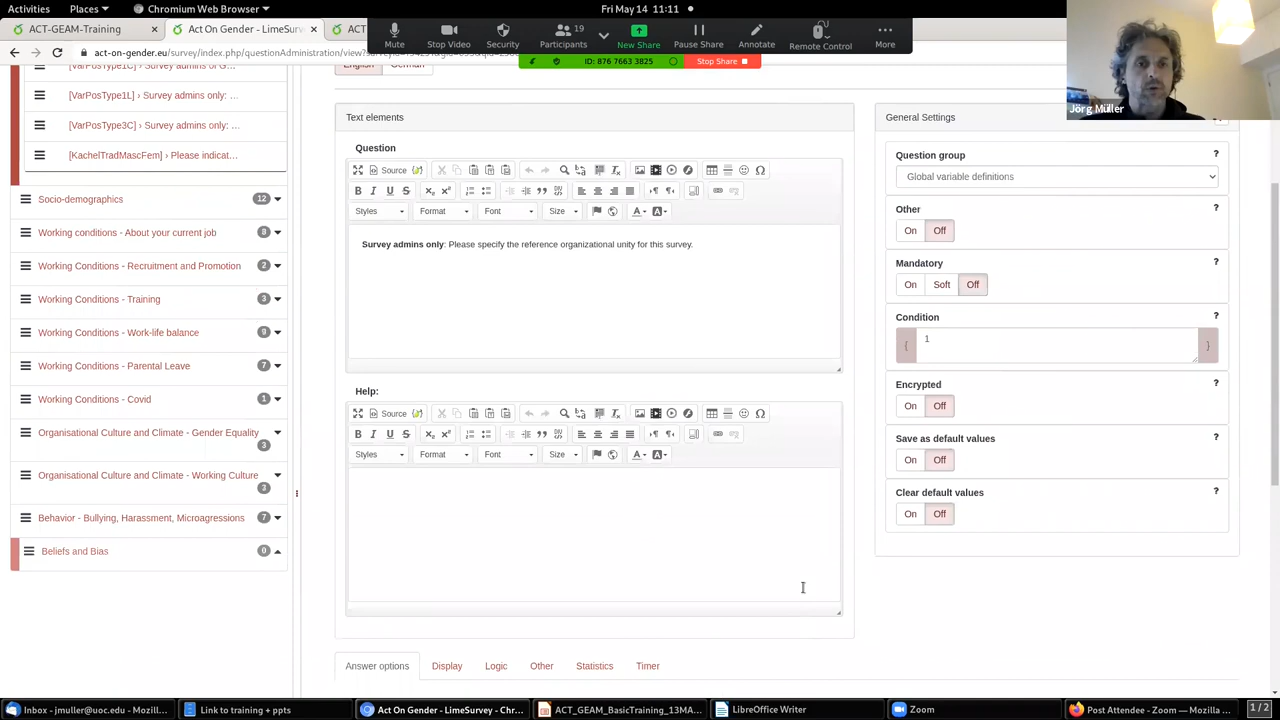 Activities Places Chromium Web Browser Fri May 14 11:11
ACT-GEAM-Training × Act On Gender - LimeSurv × ACT
act-on-gender.eu/survey/index.php/questionAdministration/view?
Mute Stop Video Security Participants 19 New Share Pause Share Annotate Remote Control More
ID: 876 7663 3825 Stop Share
Jörg Müller
English German
[VarPosType1C] › Survey admins of G…
[VarPosType1L] › Survey admins only: …
[VarPosType3C] › Survey admins only: …
[KachelTradMascFem] › Please indicat…
Socio-demographics 12
Working conditions - About your current job 8
Working Conditions - Recruitment and Promotion 2
Working Conditions - Training 3
Working Conditions - Work-life balance 9
Working Conditions - Parental Leave 7
Working Conditions - Covid 1
Organisational Culture and Climate - Gender Equality
3
Organisational Culture and Climate - Working Culture
3
Behavior - Bullying, Harassment, Microagressions 7
Beliefs and Bias 0
Text elements
Question
Source
B I U S
Styles Format Font Size A A
Survey admins only: Please specify the reference organizational unity for this survey.
Help:
Source
B I U S
Styles Format Font Size A A
Answer options Display Logic Other Statistics Timer
General Settings
Question group ?
Global variable definitions
Other ?
On Off
Mandatory ?
On Soft Off
Condition ?
{ 1 }
Encrypted ?
On Off
Save as default values ?
On Off
Clear default values ?
On Off
Inbox - jmuller@uoc.edu - Mozill… Link to training + ppts Act On Gender - LimeSurvey - Chr… ACT_GEAM_BasicTraining_13MA… LibreOffice Writer Zoom Post Attendee - Zoom — Mozilla … 1 / 2